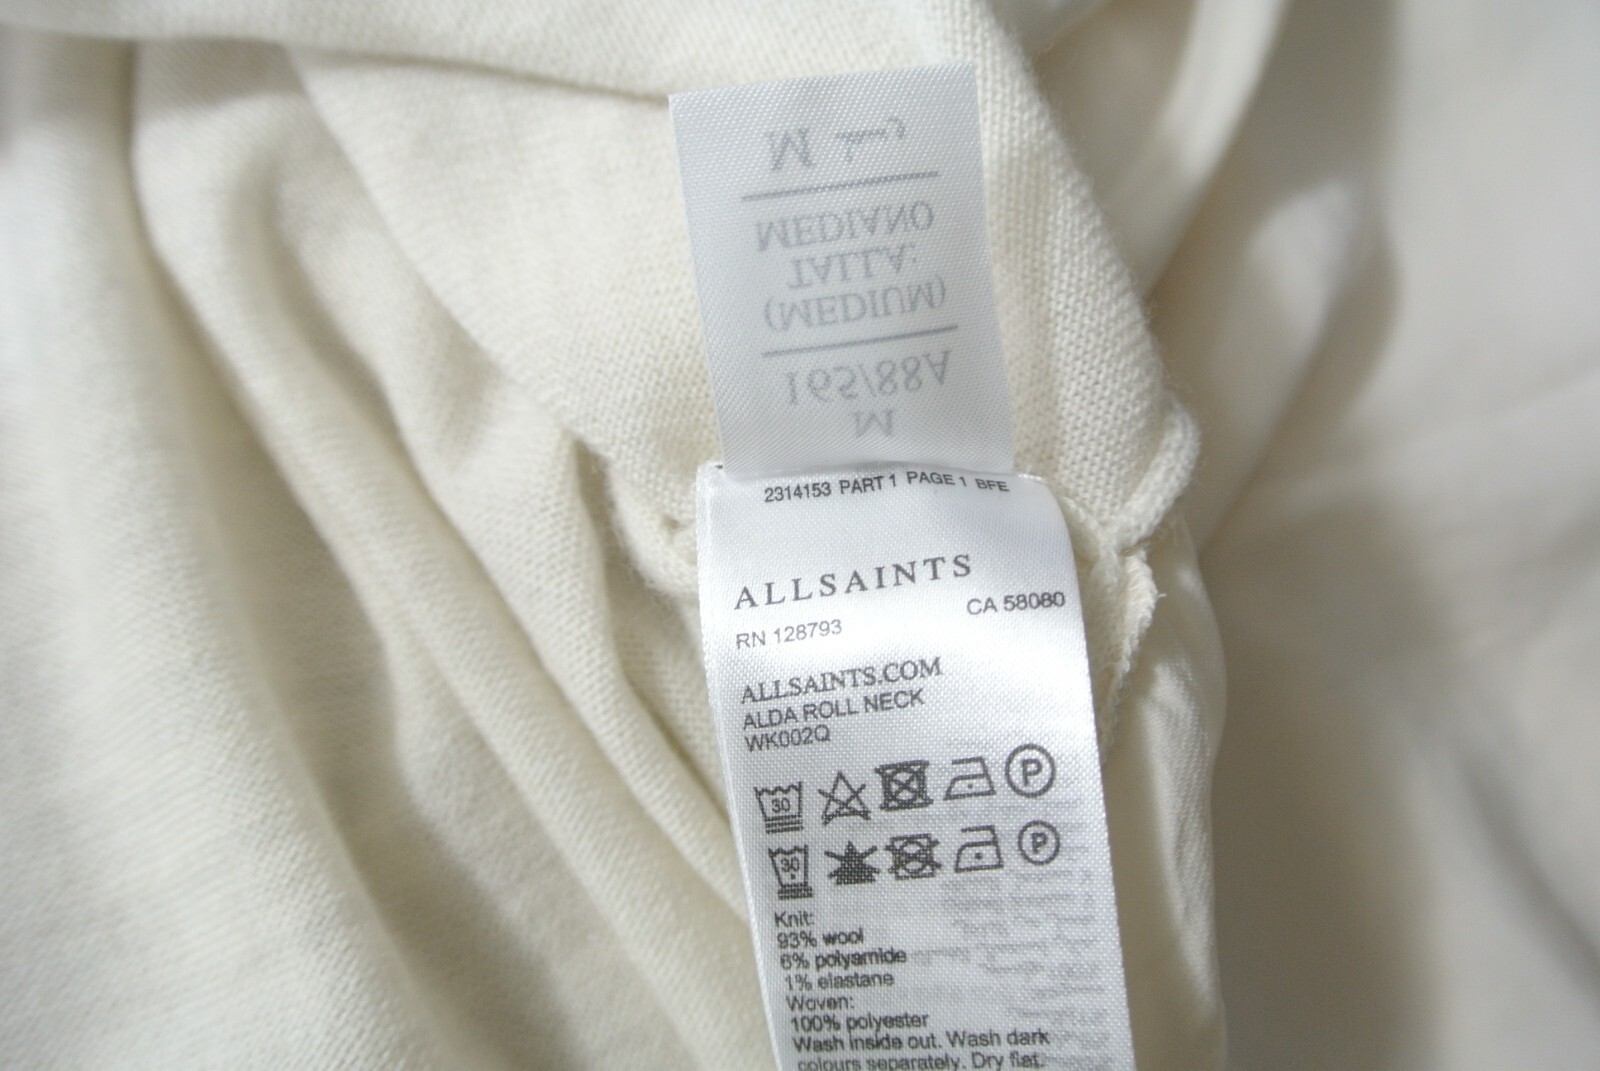 M
165/88A
(MEDIUM)
TALLA:
MEDIANO
M
2314153 PART 1 PAGE 1 BFE
ALLSAINTS
RN 128793 CA 58080
ALLSAINTS.COM
ALDA ROLL NECK
WK002Q
30
P
30
P
Knit:
93% wool
6% polyamide
1% elastane
Woven:
100% polyester
Wash inside out. Wash dark
colours separately. Dry flat.